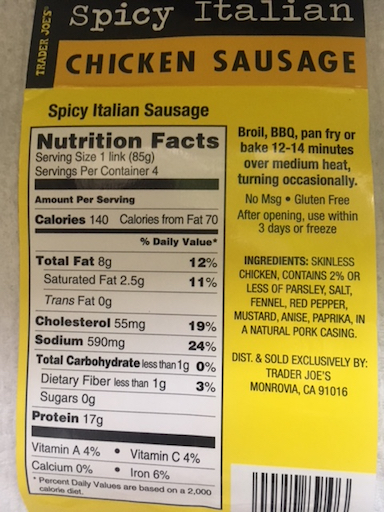 TRADER JOE'S
Spicy Italian
CHICKEN SAUSAGE
Spicy Italian Sausage
Nutrition Facts
Serving Size 1 link (85g)
Servings Per Container 4
Amount Per Serving
Calories 140 Calories from Fat 70
% Daily Value*
Total Fat 8g 12%
Saturated Fat 2.5g 11%
Trans Fat 0g
Cholesterol 55mg 19%
Sodium 590mg 24%
Total Carbohydrate less than 1g 0%
Dietary Fiber less than 1g 3%
Sugars 0g
Protein 17g
Vitamin A 4% • Vitamin C 4%
Calcium 0% • Iron 6%
* Percent Daily Values are based on a 2,000
calorie diet.
Broil, BBQ, pan fry or
bake 12-14 minutes
over medium heat,
turning occasionally.
No Msg • Gluten Free
After opening, use within
3 days or freeze
INGREDIENTS: SKINLESS
CHICKEN, CONTAINS 2% OR
LESS OF PARSLEY, SALT,
FENNEL, RED PEPPER,
MUSTARD, ANISE, PAPRIKA, IN
A NATURAL PORK CASING.
DIST. & SOLD EXCLUSIVELY BY:
TRADER JOE'S
MONROVIA, CA 91016